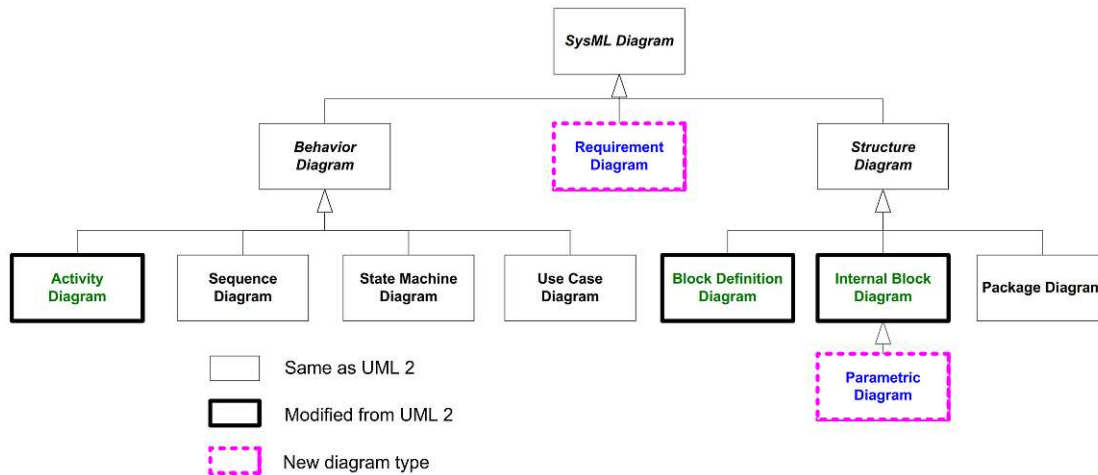 SysML Diagram
Behavior
Diagram
Requirement
Diagram
Structure
Diagram
Activity
Diagram
Sequence
Diagram
State Machine
Diagram
Use Case
Diagram
Block Definition
Diagram
Internal Block
Diagram
Package Diagram
Parametric
Diagram
Same as UML 2
Modified from UML 2
New diagram type